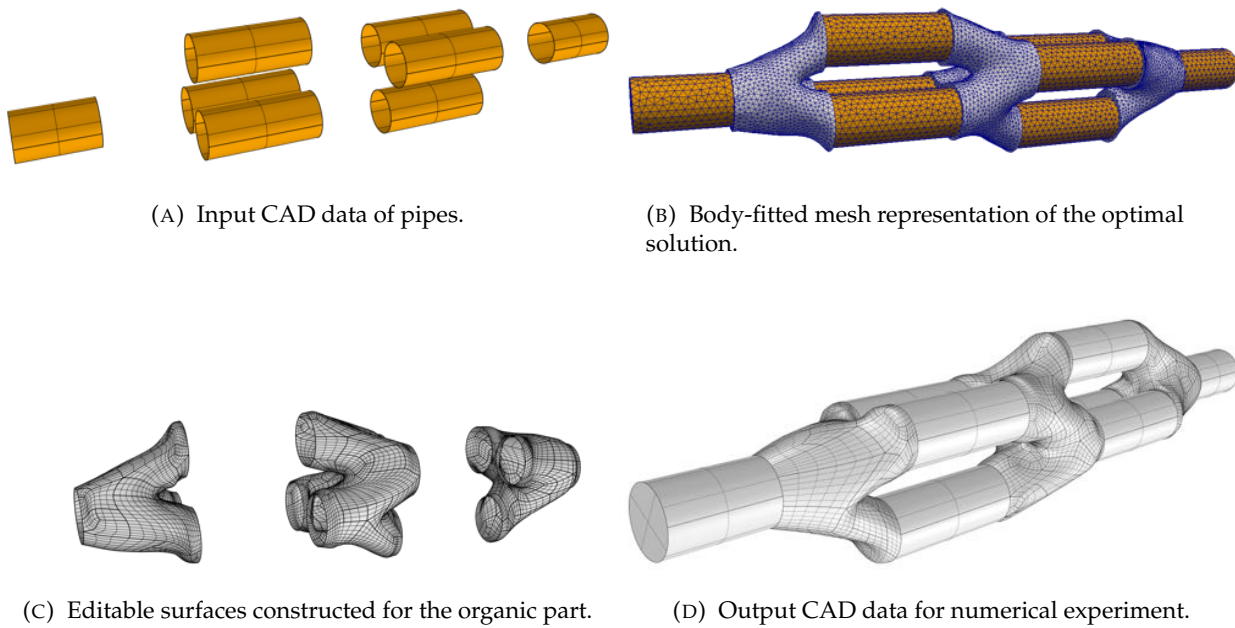 (A) Input CAD data of pipes.
(B) Body-fitted mesh representation of the optimal
solution.
(C) Editable surfaces constructed for the organic part.
(D) Output CAD data for numerical experiment.